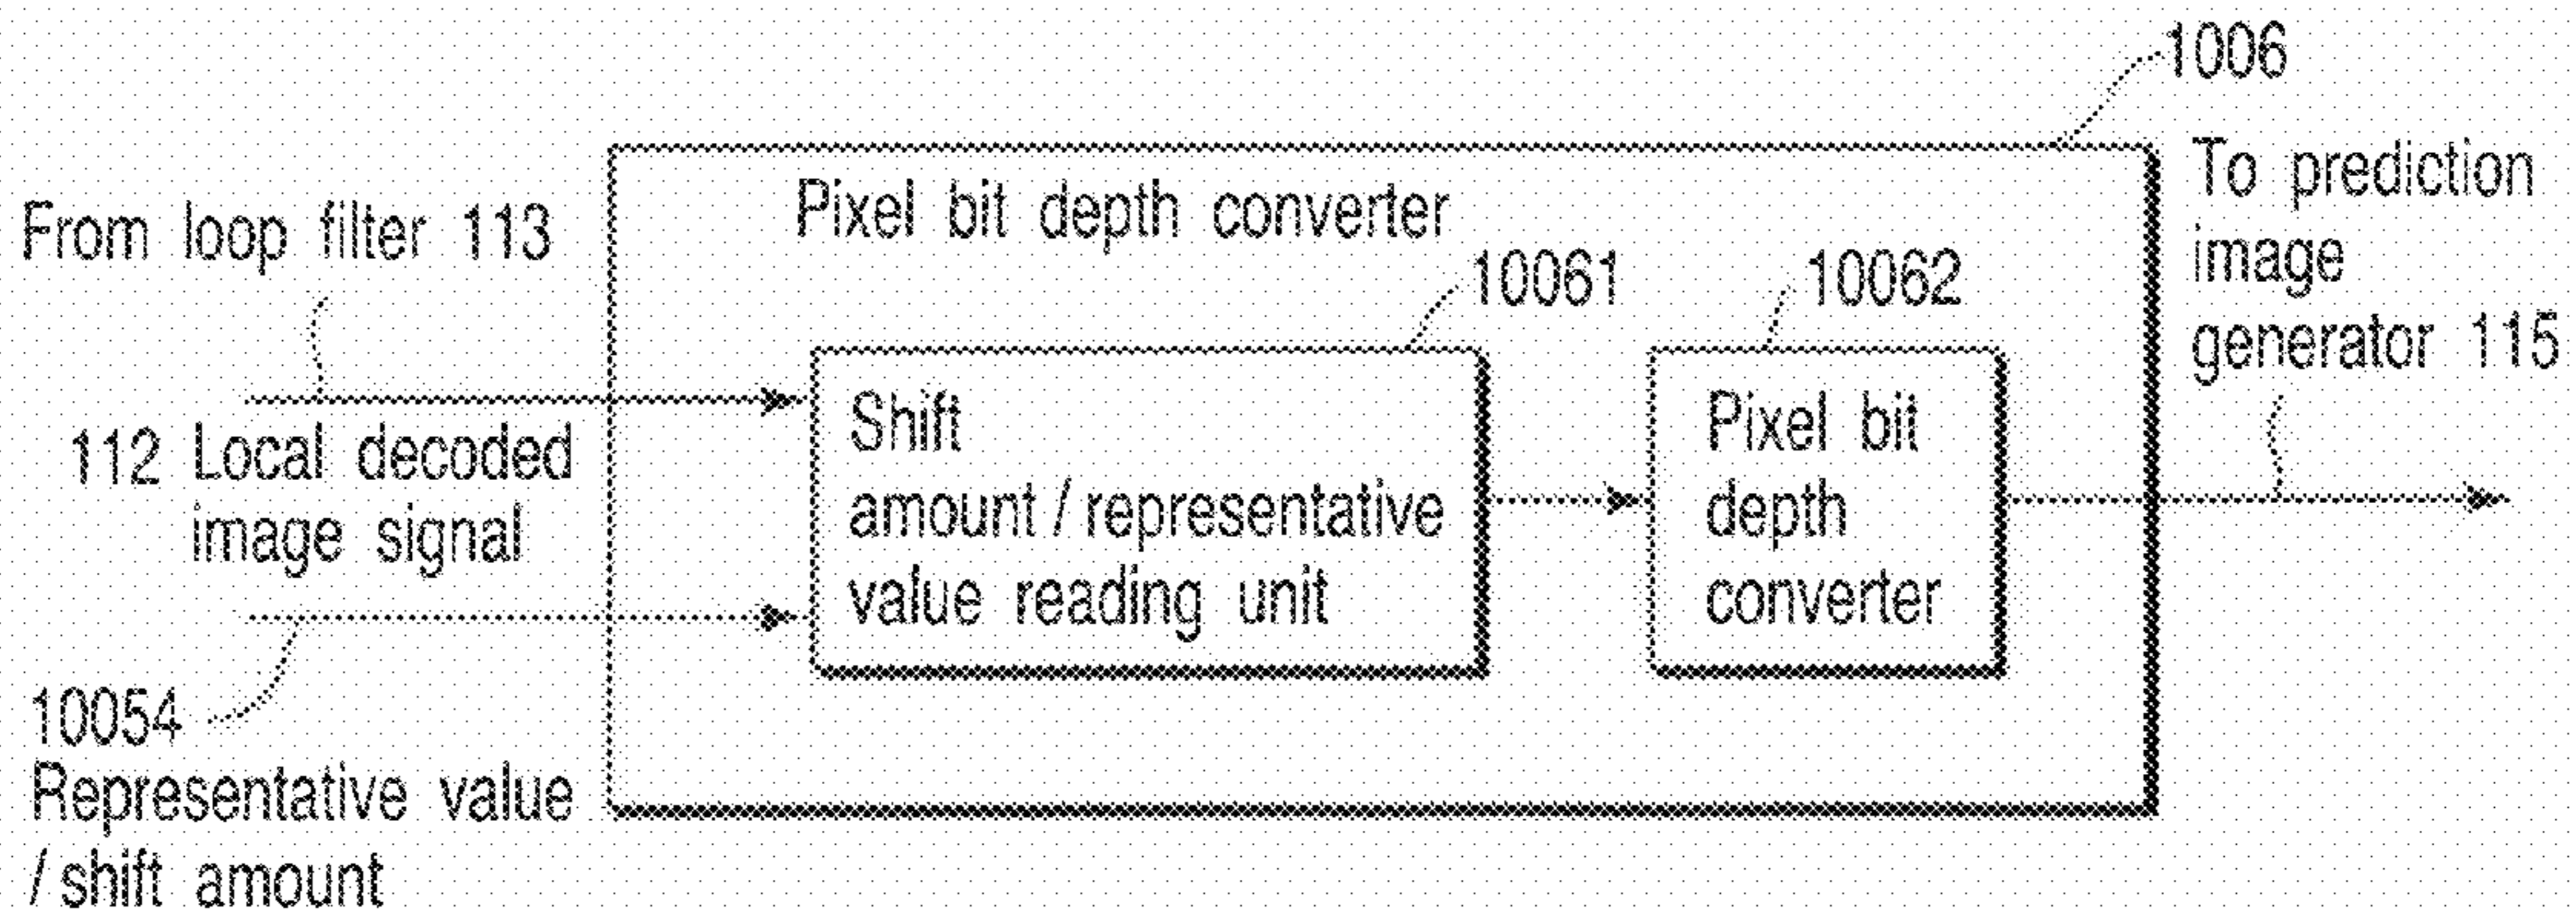 1006
From loop filter 113
Pixel bit depth converter
To prediction
image
generator 115
10061
10062
112 Local decoded
image signal
Shift
amount / representative
value reading unit
Pixel bit
depth
converter
10054
Representative value
/ shift amount